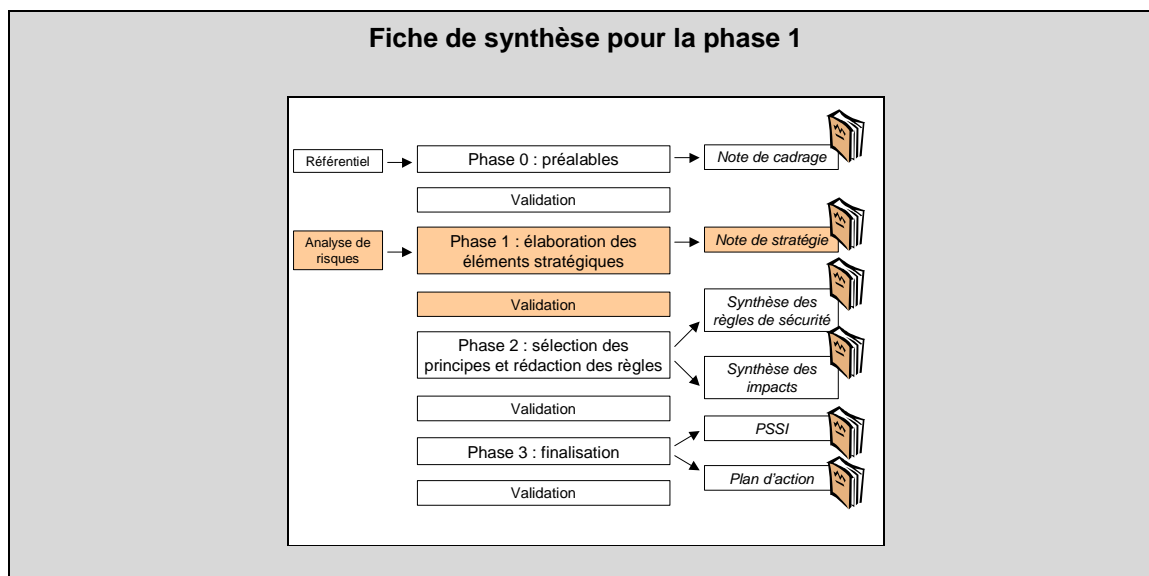 Fiche de synthèse pour la phase 1
Référentiel
Phase 0 : préalables
Note de cadrage
Validation
Analyse de
risques
Phase 1 : élaboration des
éléments stratégiques
Note de stratégie
Validation
Synthèse des
règles de sécurité
Phase 2 : sélection des
principes et rédaction des règles
Synthèse des
impacts
Validation
PSSI
Phase 3 : finalisation
Plan d'action
Validation